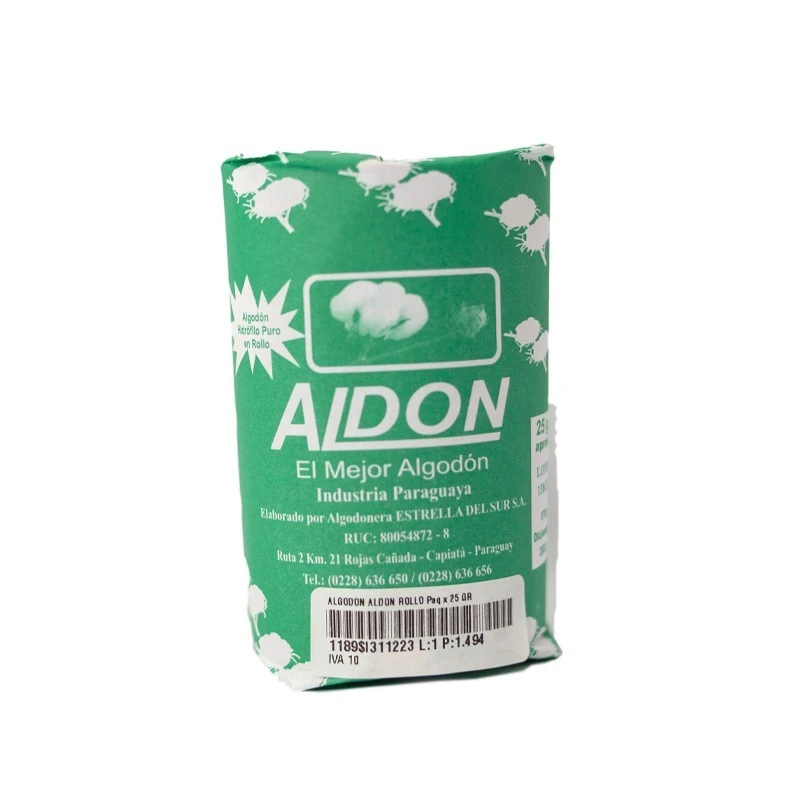 Algodón
Hidrófilo Puro
en Rollo
ALDON
El Mejor Algodón
Industria Paraguaya
Elaborado por Algodonera ESTRELLA DEL SUR S.A.
RUC: 80054872 - 8
Ruta 2 Km. 21 Rojas Cañada - Capiatá - Paraguay
Tel.: (0228) 636 650 / (0228) 636 656
25
ALGODON ALDON ROLLO Paq x 25 GR
1189$I311223 L:1 P:1.494
IVA 10